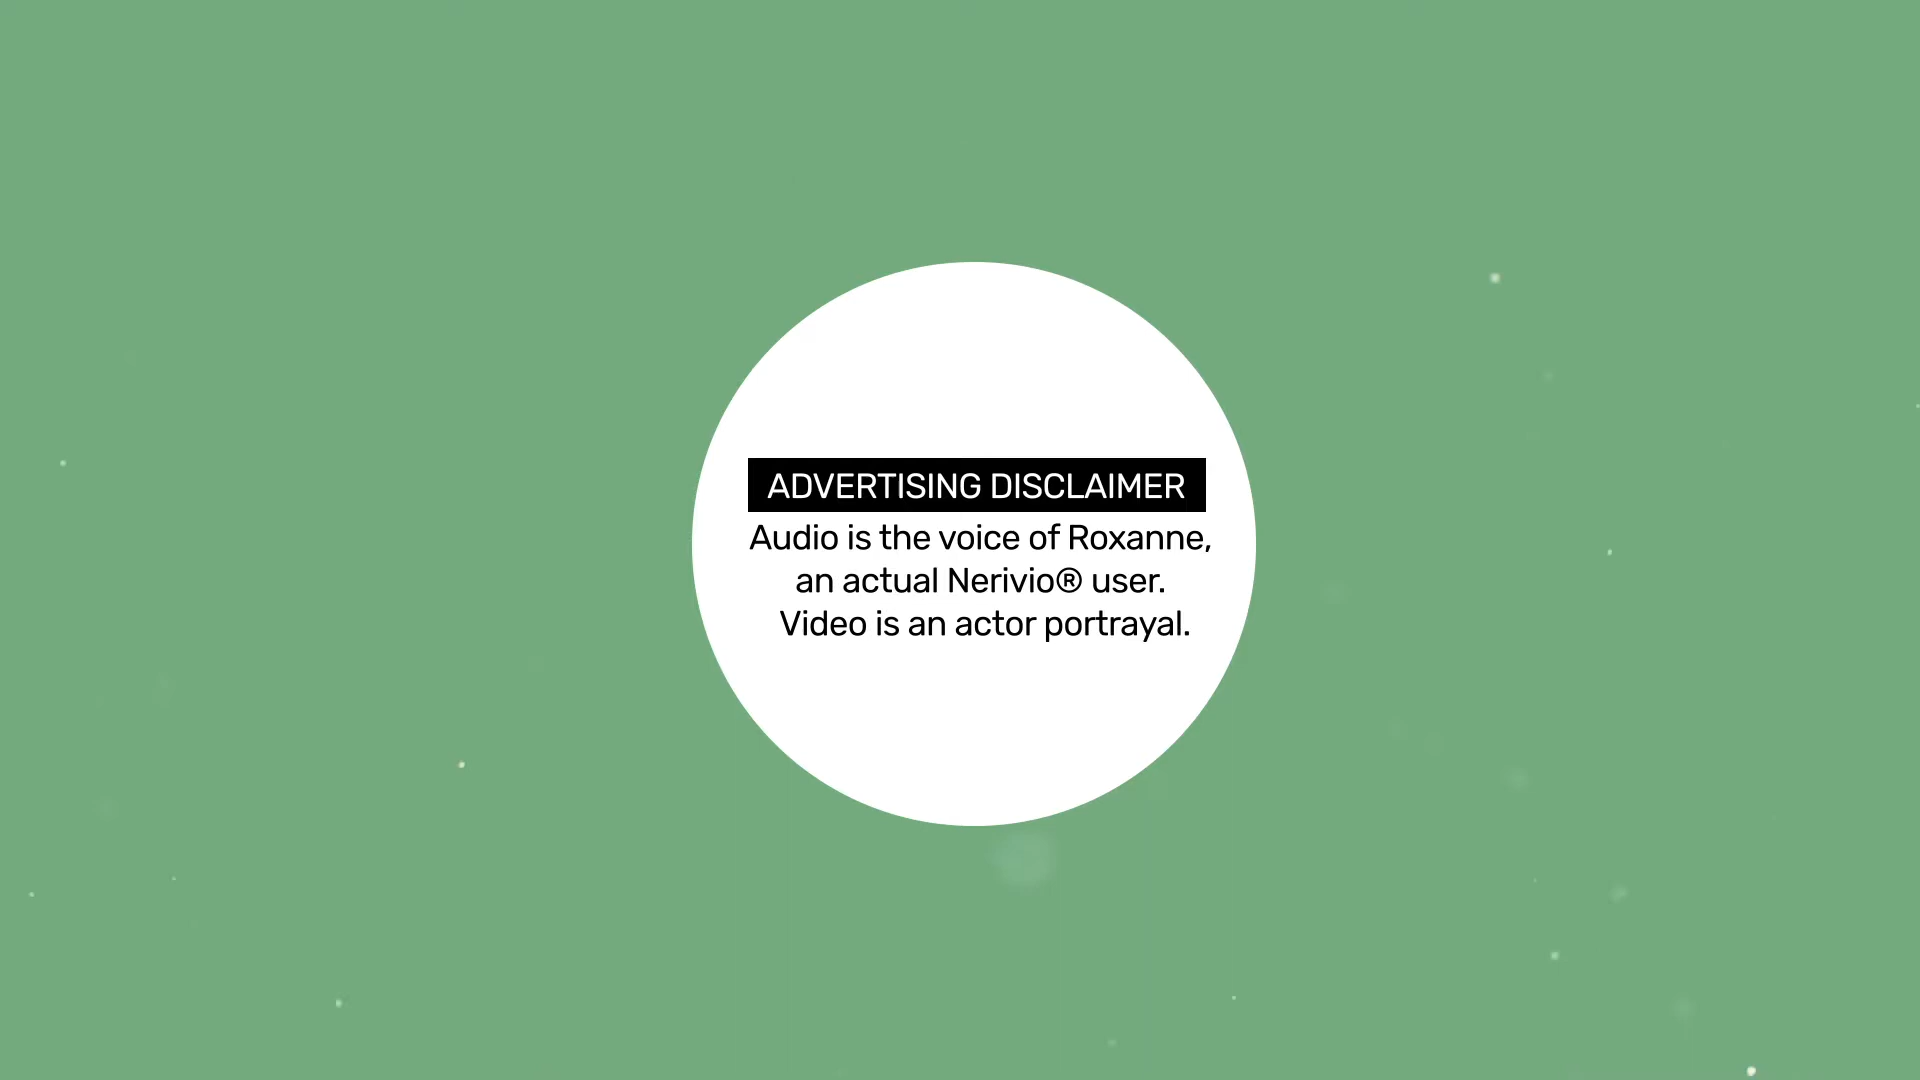 ADVERTISING DISCLAIMER
Audio is the voice of Roxanne,
an actual Nerivio® user.
Video is an actor portrayal.